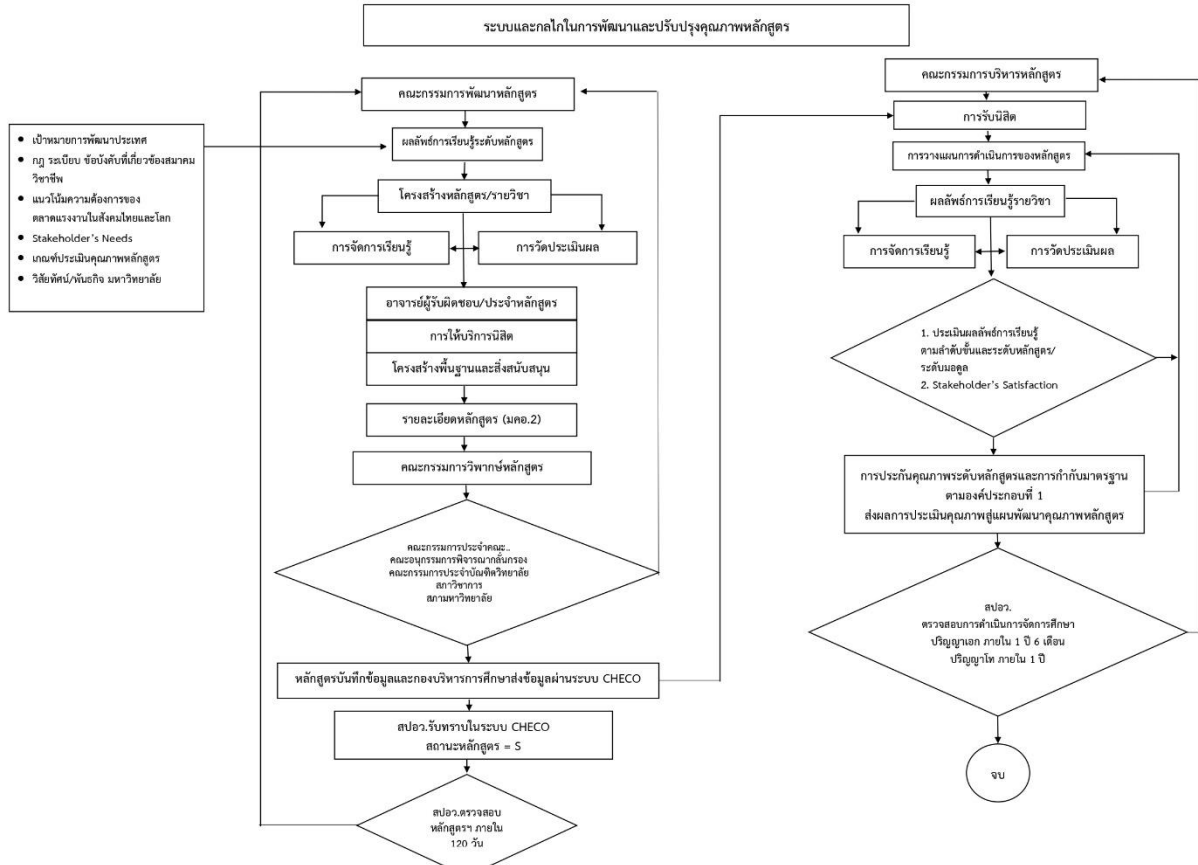 ระบบและกลไกในการพัฒนาและปรับปรุงคุณภาพหลักสูตร
คณะกรรมการพัฒนาหลักสูตร
ผลลัพธ์การเรียนรู้ระดับหลักสูตร
• เป้าหมายการพัฒนาประเทศ
• กฎ ระเบียบ ข้อบังคับที่เกี่ยวข้องสมาคม
วิชาชีพ
• แนวโน้มความต้องการของ
ตลาดแรงงานในสังคมไทยและโลก
• Stakeholder's Needs
• เกณฑ์ประเมินคุณภาพหลักสูตร
• วิสัยทัศน์/พันธกิจ มหาวิทยาลัย
โครงสร้างหลักสูตร/รายวิชา
การจัดการเรียนรู้
การวัดประเมินผล
อาจารย์ผู้รับผิดชอบ/ประจำหลักสูตร
การให้บริการนิสิต
โครงสร้างพื้นฐานและสิ่งสนับสนุน
รายละเอียดหลักสูตร (มคอ.2)
คณะกรรมการวิพากษ์หลักสูตร
คณะกรรมการประจำคณะ..
คณะอนุกรรมการพิจารณากลั่นกรอง
คณะกรรมการประจำบัณฑิตวิทยาลัย
สภาวิชาการ
สภามหาวิทยาลัย
หลักสูตรบันทึกข้อมูลและกองบริหารการศึกษาส่งข้อมูลผ่านระบบ CHECO
สปอว.รับทราบในระบบ CHECO
สถานะหลักสูตร = S
สปอว.ตรวจสอบ
หลักสูตรฯ ภายใน
120 วัน
คณะกรรมการบริหารหลักสูตร
การรับนิสิต
การวางแผนการดำเนินการของหลักสูตร
ผลลัพธ์การเรียนรู้รายวิชา
การจัดการเรียนรู้
การวัดประเมินผล
1. ประเมินผลลัพธ์การเรียนรู้
ตามลำดับขั้นและระดับหลักสูตร/
ระดับมอดูล
2. Stakeholder's Satisfaction
การประกันคุณภาพระดับหลักสูตรและการกำกับมาตรฐาน
ตามองค์ประกอบที่ 1
ส่งผลการประเมินคุณภาพสู่แผนพัฒนาคุณภาพหลักสูตร
สปอว.
ตรวจสอบการดำเนินการจัดการศึกษา
ปริญญาเอก ภายใน 1 ปี 6 เดือน
ปริญญาโท ภายใน 1 ปี
จบ